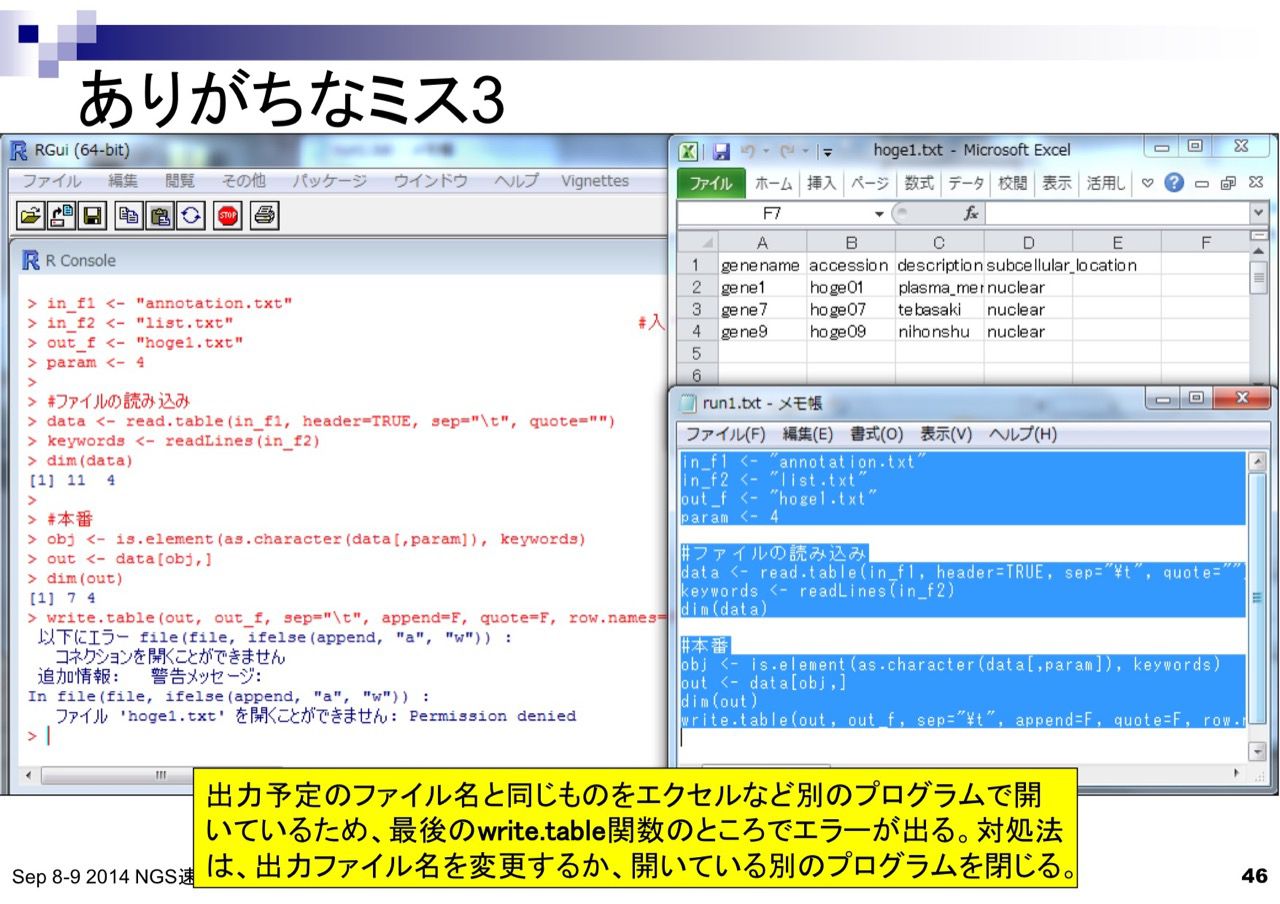 ありがちなミス3
RGui (64-bit)
ファイル 編集 閲覧 その他 パッケージ ウインドウ ヘルプ Vignettes
STOP
R Console
> in_f1 <- "annotation.txt"
> in_f2 <- "list.txt" #入
> out_f <- "hoge1.txt"
> param <- 4
>
> #ファイルの読み込み
> data <- read.table(in_f1, header=TRUE, sep="\t", quote="")
> keywords <- readLines(in_f2)
> dim(data)
[1] 11 4
>
> #本番
> obj <- is.element(as.character(data[,param]), keywords)
> out <- data[obj,]
> dim(out)
[1] 7 4
> write.table(out, out_f, sep="\t", append=F, quote=F, row.names=
以下にエラー file(file, ifelse(append, "a", "w")) :
コネクションを開くことができません
追加情報: 警告メッセージ:
In file(file, ifelse(append, "a", "w")) :
ファイル 'hoge1.txt' を開くことができません: Permission denied
>
hoge1.txt - Microsoft Excel
ファイル ホーム 挿入 ページ 数式 データ 校閲 表示 活用し
F7 fx
A B C D E F
1 genename accession description subcellular_location
2 gene1 hoge01 plasma_mer nuclear
3 gene7 hoge07 tebasaki nuclear
4 gene9 hoge09 nihonshu nuclear
5
6
run1.txt - メモ帳
ファイル(F) 編集(E) 書式(O) 表示(V) ヘルプ(H)
in_f1 <- "annotation.txt"
in_f2 <- "list.txt"
out_f <- "hoge1.txt"
param <- 4
#ファイルの読み込み
data <- read.table(in_f1, header=TRUE, sep="¥t", quote=""
keywords <- readLines(in_f2)
dim(data)
#本番
obj <- is.element(as.character(data[,param]), keywords)
out <- data[obj,]
dim(out)
write.table(out, out_f, sep="¥t", append=F, quote=F, row.
出力予定のファイル名と同じものをエクセルなど別のプログラムで開
いているため、最後のwrite.table関数のところでエラーが出る。対処法
は、出力ファイル名を変更するか、開いている別のプログラムを閉じる。
Sep 8-9 2014 NGS速
46